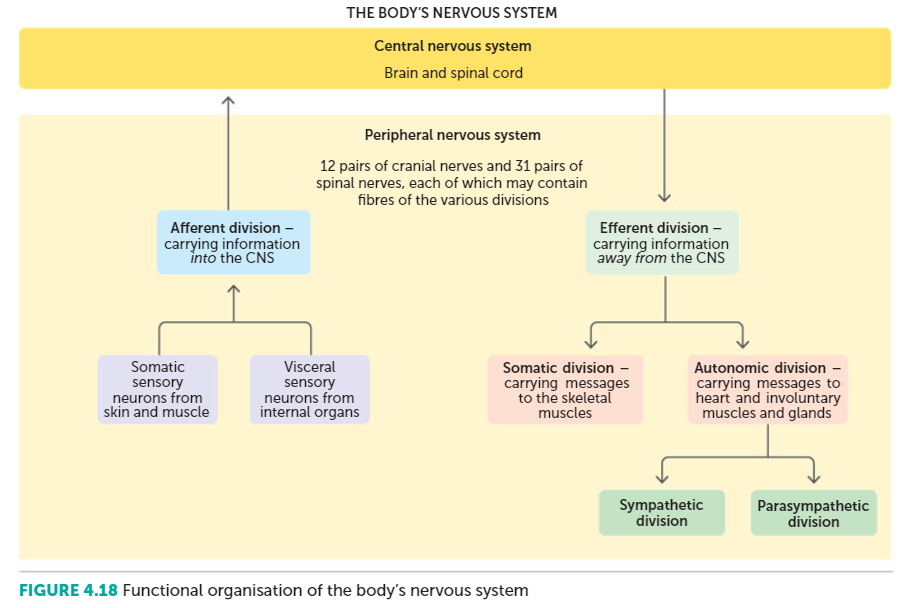 THE BODY’S NERVOUS SYSTEM
Central nervous system
Brain and spinal cord
Peripheral nervous system
12 pairs of cranial nerves and 31 pairs of
spinal nerves, each of which may contain
fibres of the various divisions
Afferent division –
carrying information
into the CNS
Efferent division –
carrying information
away from the CNS
Somatic
sensory
neurons from
skin and muscle
Visceral
sensory
neurons from
internal organs
Somatic division –
carrying messages
to the skeletal
muscles
Autonomic division –
carrying messages to
heart and involuntary
muscles and glands
Sympathetic
division
Parasympathetic
division
FIGURE 4.18 Functional organisation of the body’s nervous system